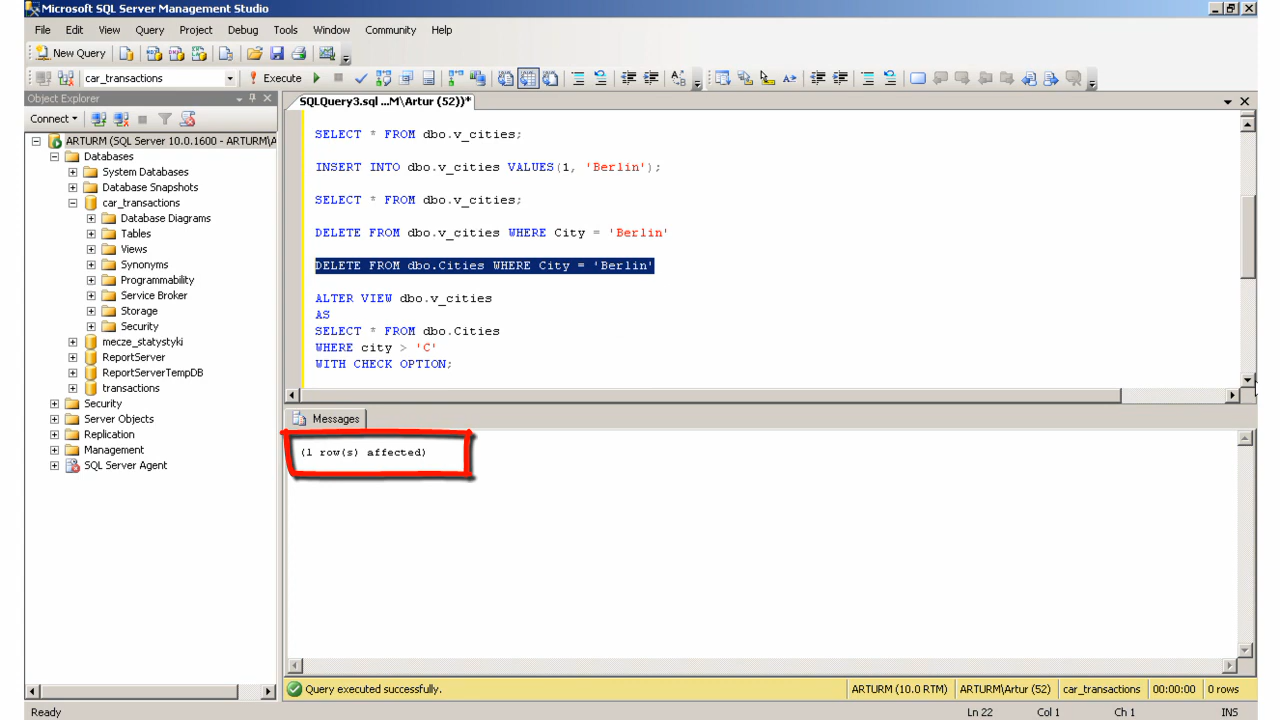 Microsoft SQL Server Management Studio
File Edit View Query Project Debug Tools Window Community Help
New Query
car_transactions Execute
Object Explorer
SQLQuery3.sql ...M\Artur (52))*
Connect
ARTURM (SQL Server 10.0.1600 - ARTURM\A
Databases
System Databases
Database Snapshots
car_transactions
Database Diagrams
Tables
Views
Synonyms
Programmability
Service Broker
Storage
Security
mecze_statystyki
ReportServer
ReportServerTempDB
transactions
Security
Server Objects
Replication
Management
SQL Server Agent
SELECT * FROM dbo.v_cities;
INSERT INTO dbo.v_cities VALUES(1, 'Berlin');
SELECT * FROM dbo.v_cities;
DELETE FROM dbo.v_cities WHERE City = 'Berlin'
DELETE FROM dbo.Cities WHERE City = 'Berlin'
ALTER VIEW dbo.v_cities
AS
SELECT * FROM dbo.Cities
WHERE city > 'C'
WITH CHECK OPTION;
Messages
(1 row(s) affected)
Query executed successfully.
ARTURM (10.0 RTM) ARTURM\Artur (52) car_transactions 00:00:00 0 rows
Ready Ln 22 Col 1 Ch 1 INS